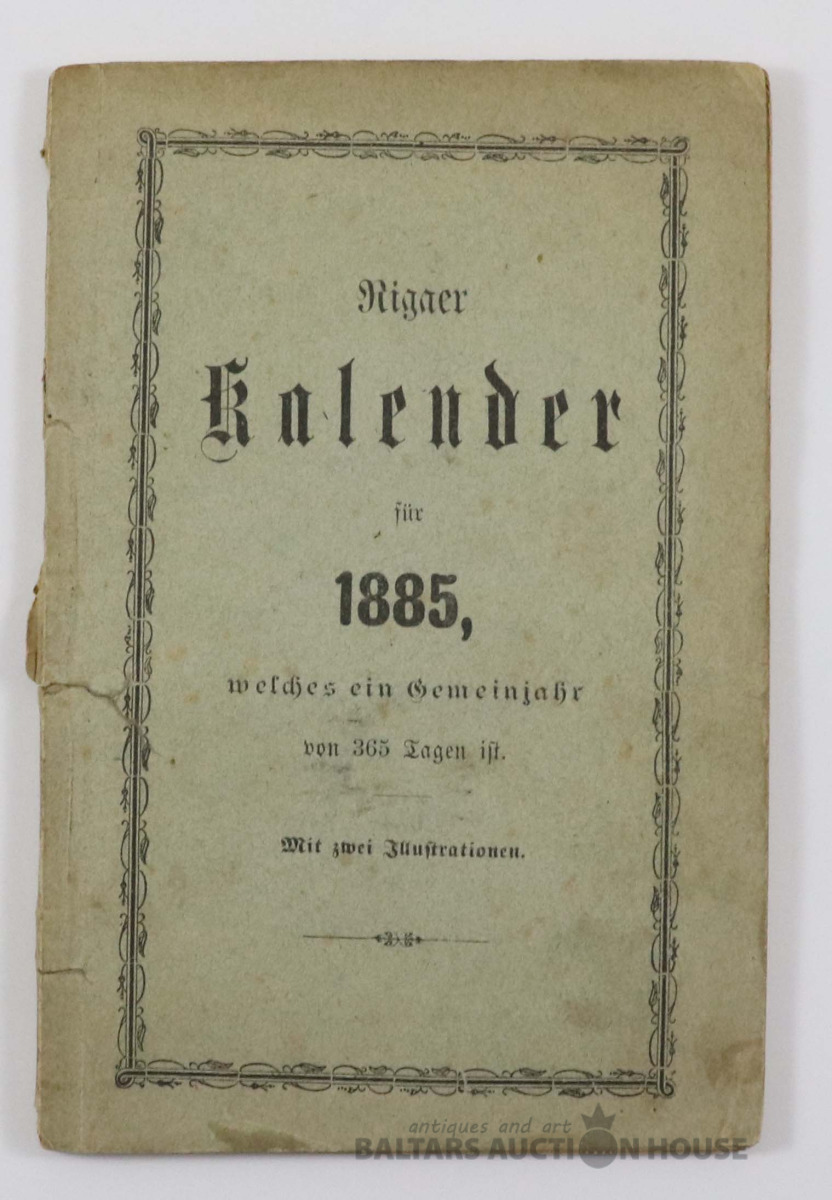 Rigaer
Kalender
für
1885,
welches ein Gemeinjahr
von 365 Tagen ist.
Mit zwei Illustrationen.
antiques and art
BALTARS AUCTION HOUSE